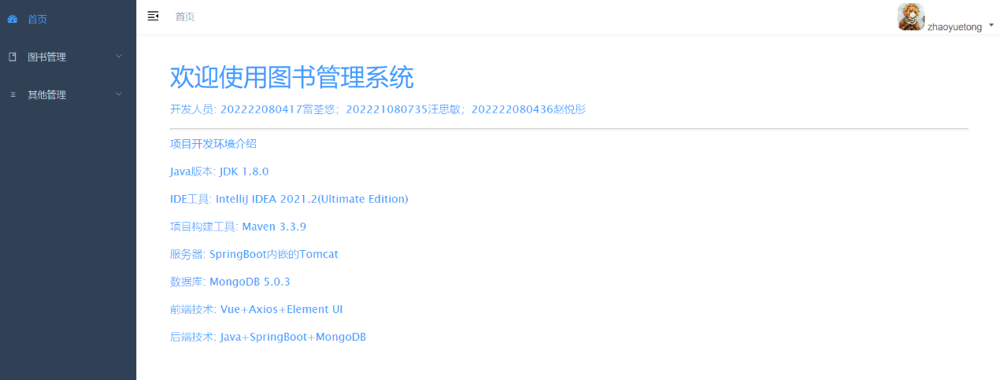 首页
图书管理
其他管理
首页
zhaoyuetong
欢迎使用图书管理系统
开发人员: 202222080417雷荃悠；202221080735汪思敏；202222080436赵悦彤
项目开发环境介绍
Java版本: JDK 1.8.0
IDE工具: IntelliJ IDEA 2021.2(Ultimate Edition)
项目构建工具: Maven 3.3.9
服务器: SpringBoot内嵌的Tomcat
数据库: MongoDB 5.0.3
前端技术: Vue+Axios+Element UI
后端技术: Java+SpringBoot+MongoDB